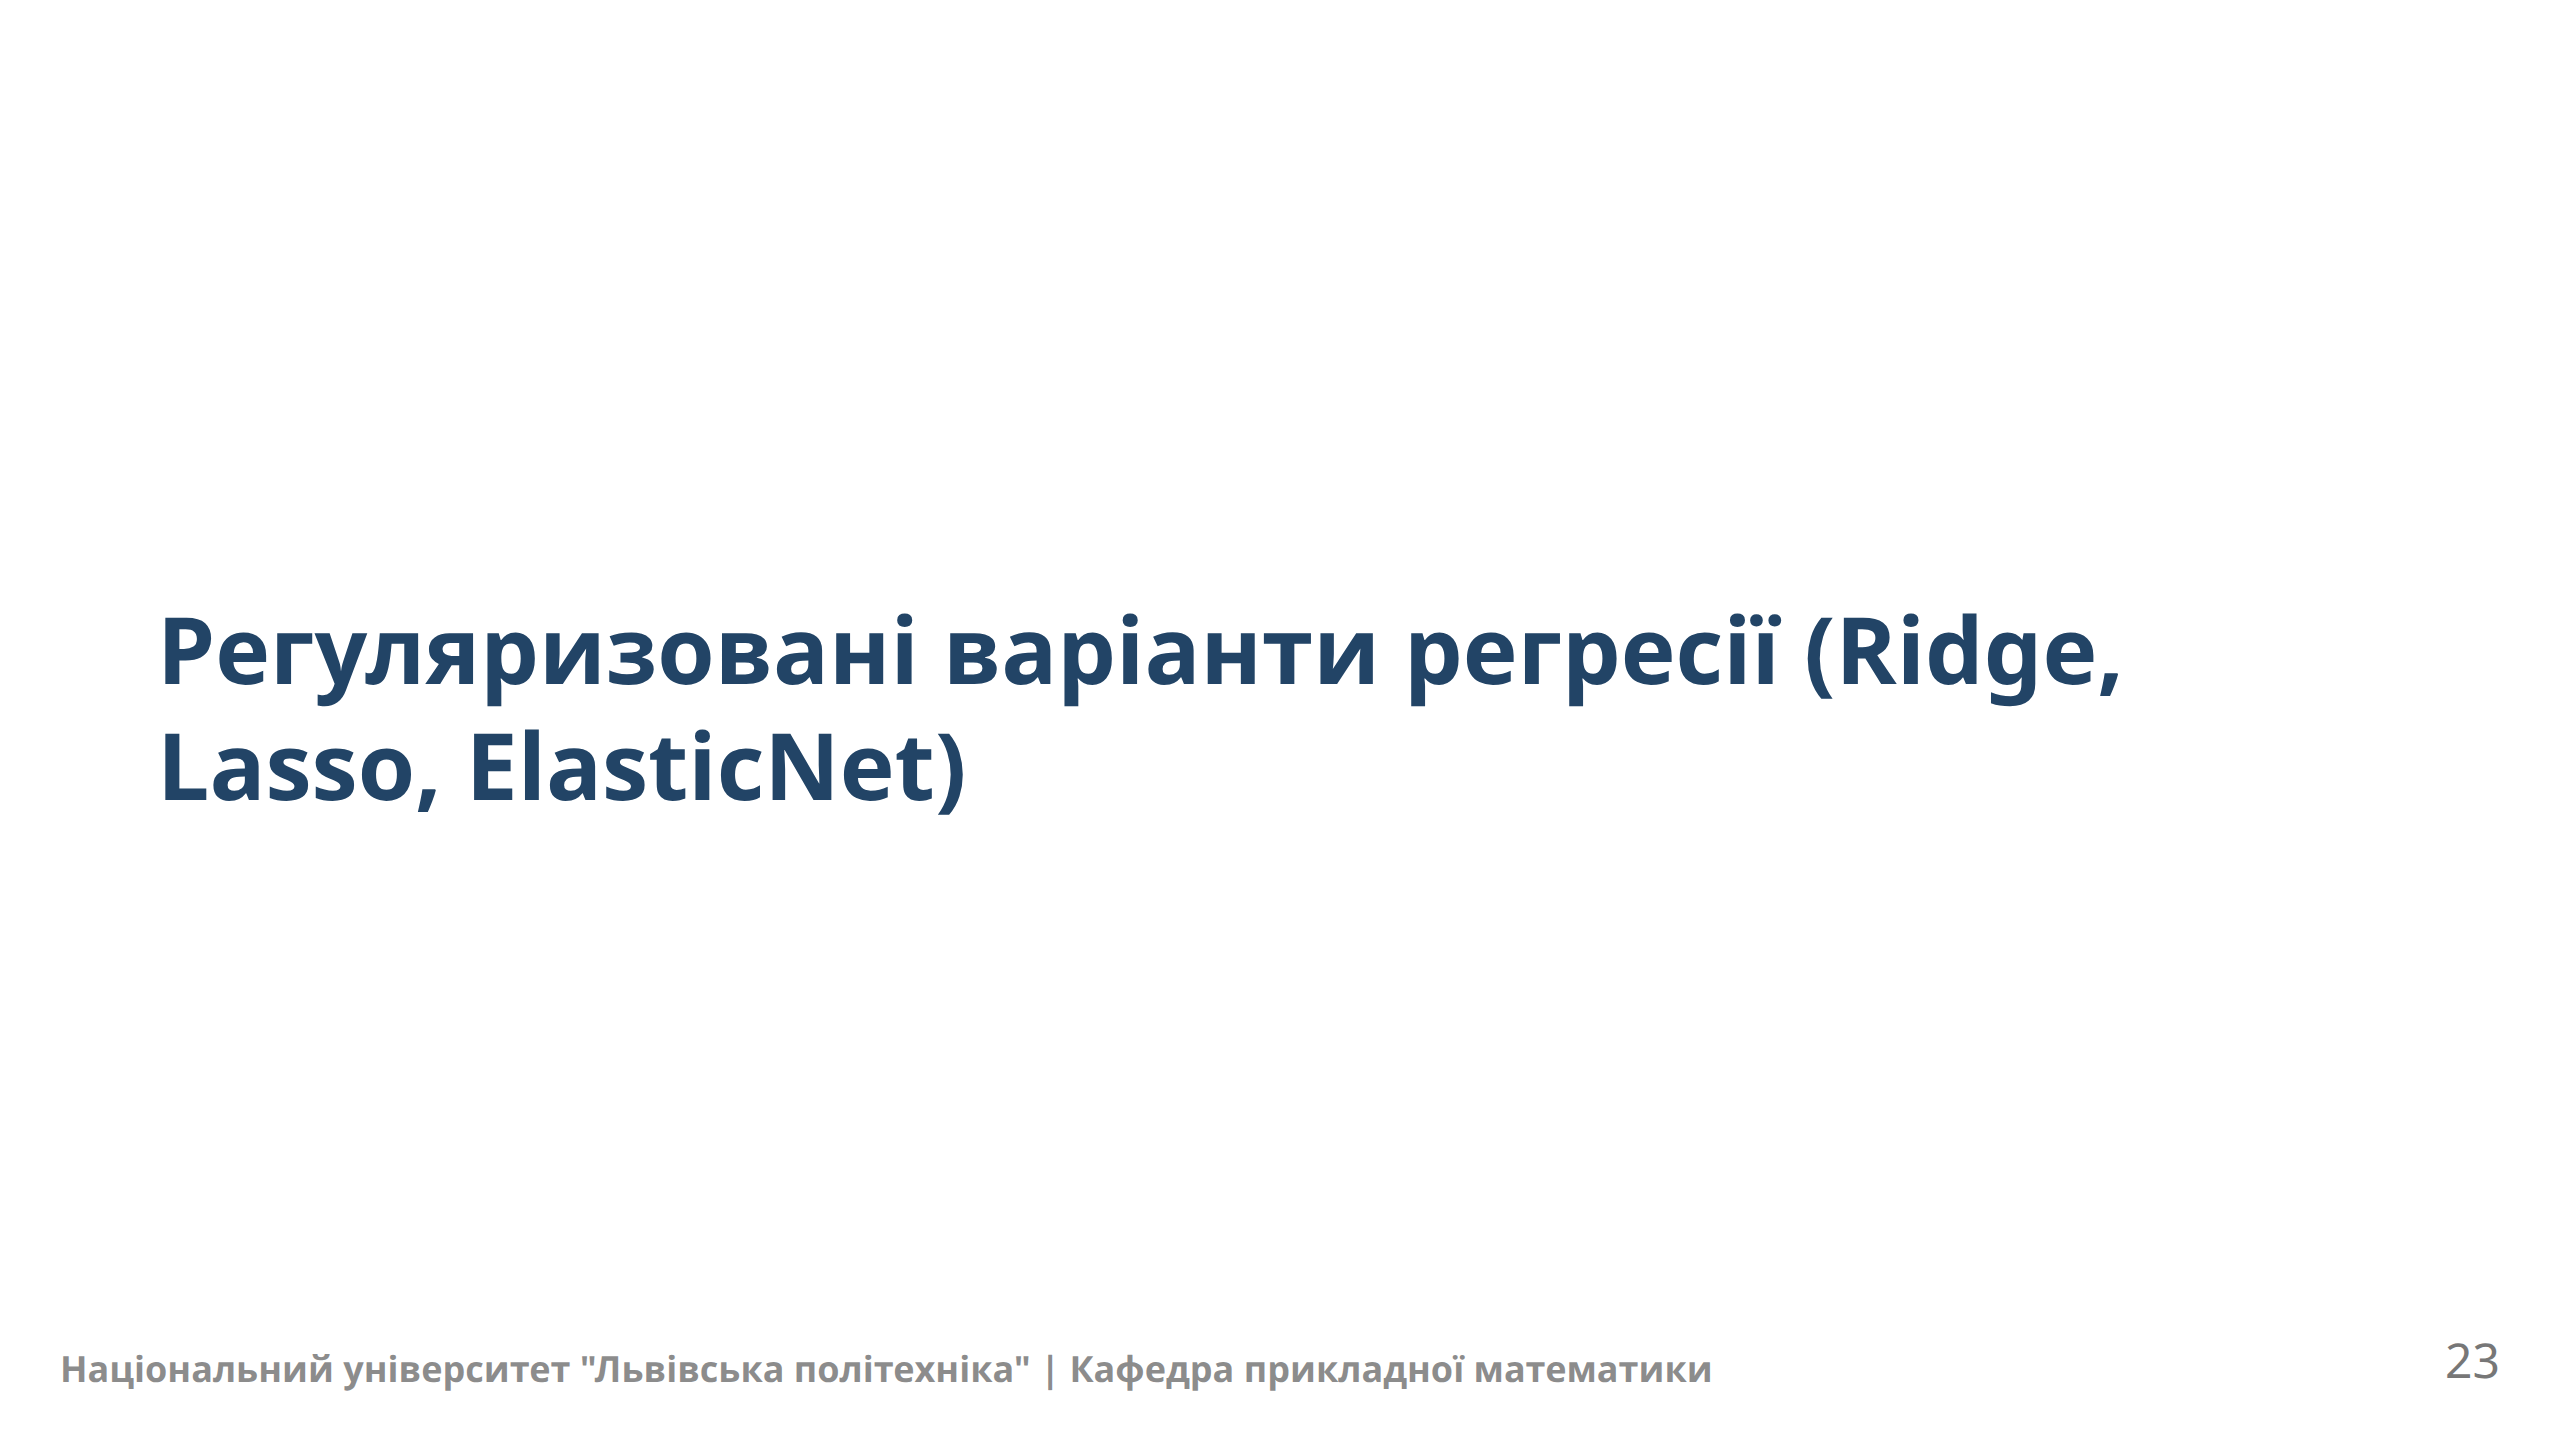 Регуляризовані варіанти регресії (Ridge,
Lasso, ElasticNet)
Національний університет "Львівська політехніка" | Кафедра прикладної математики
23